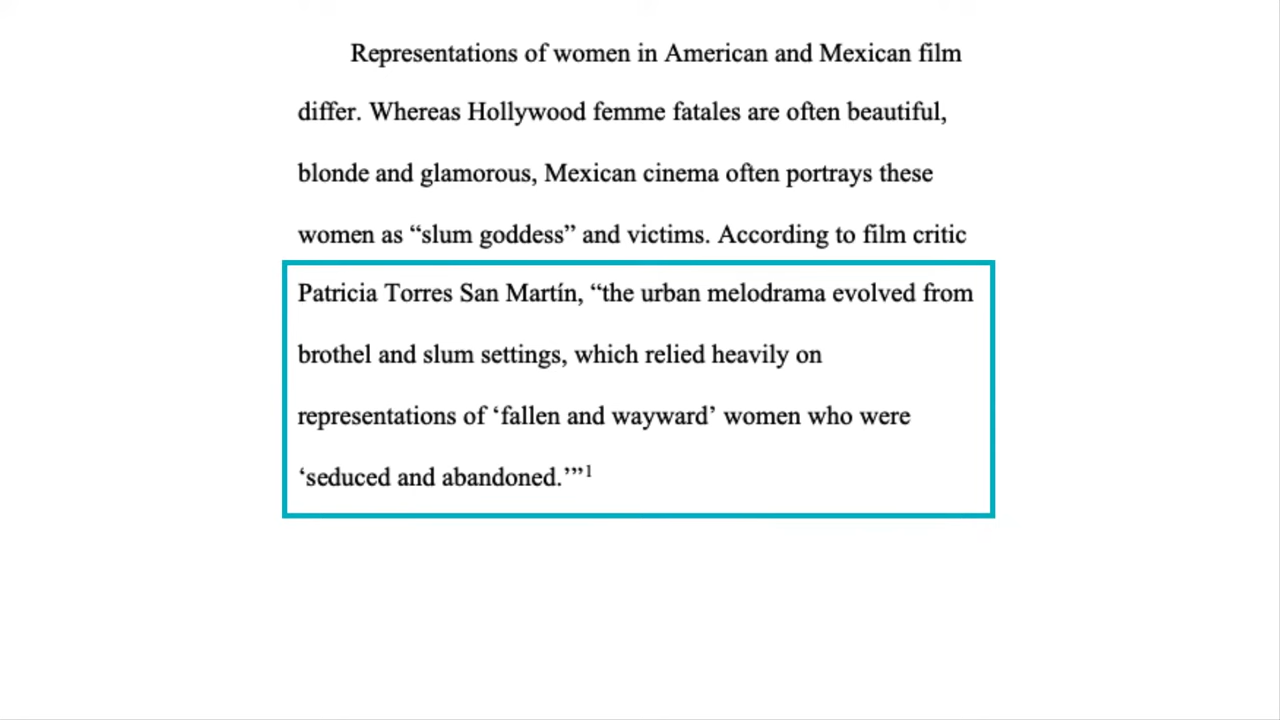 Representations of women in American and Mexican film
differ. Whereas Hollywood femme fatales are often beautiful,
blonde and glamorous, Mexican cinema often portrays these
women as “slum goddess” and victims. According to film critic
Patricia Torres San Martín, “the urban melodrama evolved from
brothel and slum settings, which relied heavily on
representations of ‘fallen and wayward’ women who were
‘seduced and abandoned.’”¹